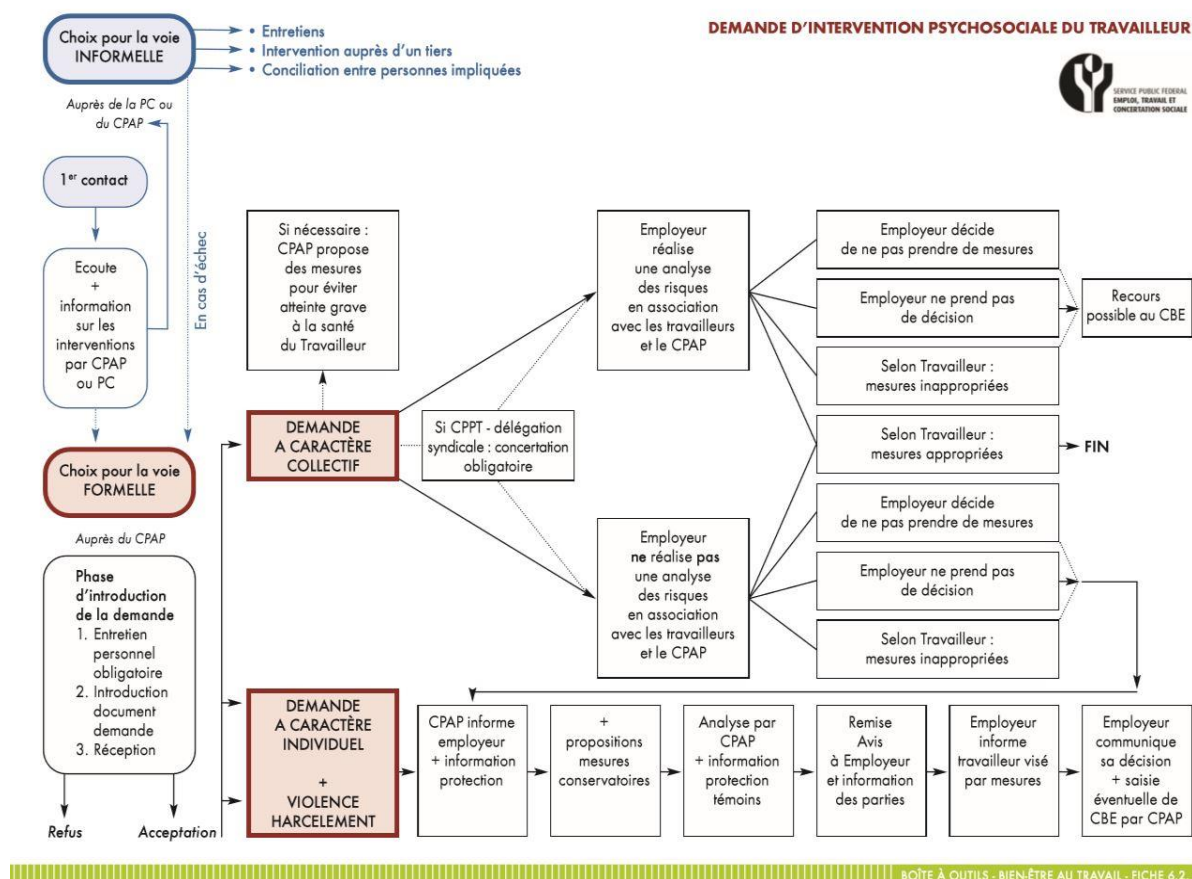 DEMANDE D'INTERVENTION PSYCHOSOCIALE DU TRAVAILLEUR
SERVICE PUBLIC FEDERAL
EMPLOI, TRAVAIL ET
CONCERTATION SOCIALE
Choix pour la voie
INFORMELLE
• Entretiens
• Intervention auprès d'un tiers
• Conciliation entre personnes impliquées
Auprès de la PC ou
du CPAP
1er contact
Ecoute
+
information
sur les
interventions
par CPAP
ou PC
En cas d'échec
Choix pour la voie
FORMELLE
Auprès du CPAP
Phase
d'introduction
de la demande
1. Entretien
personnel
obligatoire
2. Introduction
document
demande
3. Réception
Refus
Acceptation
Si nécessaire :
CPAP propose
des mesures
pour éviter
atteinte grave
à la santé
du Travailleur
DEMANDE
A CARACTÈRE
COLLECTIF
Si CPPT - délégation
syndicale : concertation
obligatoire
Employeur
réalise
une analyse
des risques
en association
avec les travailleurs
et le CPAP
Employeur
ne réalise pas
une analyse
des risques
en association
avec les travailleurs
et le CPAP
Employeur décide
de ne pas prendre de mesures
Employeur ne prend pas
de décision
Selon Travailleur :
mesures inappropriées
Recours
possible au CBE
Selon Travailleur :
mesures appropriées
FIN
Employeur décide
de ne pas prendre de mesures
Employeur ne prend pas
de décision
Selon Travailleur :
mesures inappropriées
DEMANDE
A CARACTÈRE
INDIVIDUEL
+
VIOLENCE
HARCELEMENT
CPAP informe
employeur
+ information
protection
+
propositions
mesures
conservatoires
Analyse par
CPAP
+ information
protection
témoins
Remise
Avis
à Employeur
et information
des parties
Employeur
informe
travailleur visé
par mesures
Employeur
communique
sa décision
+ saisie
éventuelle de
CBE par CPAP
BOÎTE À OUTILS - BIEN-ÊTRE AU TRAVAIL - FICHE 6.2